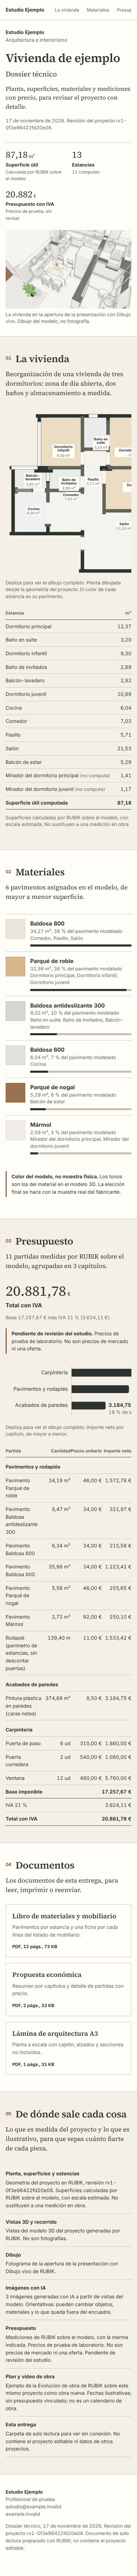 Estudio Ejemplo
La vivienda
Materiales
Presup
Estudio Ejemplo
Arquitectura e interiorismo
Vivienda de ejemplo
Dossier técnico
Planta, superficies, materiales y mediciones
con su precio, para revisar el proyecto con
detalle.
17 de noviembre de 2026. Revisión del proyecto rv1-
0f3e96422fd20e08.
87,18 m²
Superficie útil
Calculada por RUBIK sobre
el modelo
13
Estancias
11 computan
20.882 €
Presupuesto con IVA
Precios de prueba, sin
revisar
La vivienda en la apertura de la presentación con Dibujo
vivo. Dibujo del modelo, no fotografía.
01 La vivienda
Reorganización de una vivienda de tres
dormitorios: zona de día abierta, dos
baños y almacenamiento a medida.
Desliza para ver el dibujo completo. Planta dibujada
desde la geometría del proyecto. El color de cada
estancia es su pavimento.
Estancia m²
Dormitorio principal 12,37
Baño en suite 3,20
Dormitorio infantil 9,30
Baño de invitados 2,69
Balcón-lavadero 2,92
Dormitorio juvenil 10,89
Cocina 6,04
Comedor 7,03
Pasillo 5,71
Salón 21,53
Balcón de estar 5,29
Mirador del dormitorio principal (no computa) 1,41
Mirador del dormitorio juvenil (no computa) 1,17
Superficie útil computada 87,18
Superficies calculadas por RUBIK sobre el modelo, con
escala estimada. No sustituyen a una medición en obra.
02 Materiales
6 pavimentos asignados en el modelo, de
mayor a menor superficie.
Baldosa 800
34,27 m², 38 % del pavimento modelado
Comedor, Pasillo, Salón
Parqué de roble
32,56 m², 36 % del pavimento modelado
Dormitorio principal, Dormitorio infantil,
Dormitorio juvenil
Baldosa antideslizante 300
9,02 m², 10 % del pavimento modelado
Baño en suite, Baño de invitados, Balcón-
lavadero
Baldosa 600
6,04 m², 7 % del pavimento modelado
Cocina
Parqué de nogal
5,29 m², 6 % del pavimento modelado
Balcón de estar
Mármol
2,59 m², 3 % del pavimento modelado
Mirador del dormitorio principal, Mirador del
dormitorio juvenil
Color del modelo, no muestra física. Los tonos
son los del material en el modelo 3D. La elección
final se hace con la muestra real del fabricante.
03 Presupuesto
11 partidas medidas por RUBIK sobre el
modelo, agrupadas en 3 capítulos.
20.881,78 €
Total con IVA
Base 17.257,67 € más IVA 21 % (3.624,11 €).
Pendiente de revisión del estudio. Precios de
prueba de laboratorio. No son precios de mercado
ni una oferta.
Carpintería
Pavimentos y rodapiés
Acabados de paredes
3.184,75
Desliza para ver el dibujo completo. Importe neto por
capítulo, de mayor a menor.
Partida Cantidad Precio unitario Importe neto
Pavimentos y rodapiés
Pavimento Parqué de roble 34,19 m² 46,00 € 1.572,78 €
Pavimento Baldosa antideslizante 300 9,47 m² 34,00 € 321,97 €
Pavimento Baldosa 600 6,34 m² 34,00 € 215,58 €
Pavimento Baldosa 800 35,98 m² 34,00 € 1.223,42 €
Pavimento Parqué de nogal 5,56 m² 46,00 € 255,65 €
Pavimento Mármol 2,72 m² 92,00 € 250,10 €
Rodapié (perímetro de estancias, sin descontar puertas) 139,40 m 11,00 € 1.533,42 €
Acabados de paredes
Pintura plástica en paredes (caras netas) 374,68 m² 8,50 € 3.184,75 €
Carpintería
Puerta de paso 6 ud 310,00 € 1.860,00 €
Puerta corredera 2 ud 540,00 € 1.080,00 €
Ventana 12 ud 480,00 € 5.760,00 €
Base imponible 17.257,67 €
IVA 21 % 3.624,11 €
Total con IVA 20.881,78 €
04 Documentos
Los documentos de esta entrega, para
leer, imprimir o reenviar.
Libro de materiales y mobiliario
Pavimentos por estancia y una ficha por cada
línea del listado de mobiliario.
PDF, 12 págs., 73 KB
Propuesta económica
Resumen por capítulos y detalle de partidas con
precio.
PDF, 2 págs., 32 KB
Lámina de arquitectura A3
Planta a escala con cajetín; alzados y secciones
no incluidos.
PDF, 1 págs., 31 KB
05 De dónde sale cada cosa
Lo que es medida del proyecto y lo que es
ilustración, para que sepas cuánto fiarte
de cada pieza.
Planta, superficies y estancias
Geometría del proyecto en RUBIK, revisión rv1-
0f3e96422fd20e08. Superficies calculadas por
RUBIK sobre el modelo, con escala estimada. No
sustituyen a una medición en obra.
Vistas 3D y recorrido
Vistas del modelo 3D del proyecto generadas por
RUBIK. No son fotografías.
Dibujo
Fotograma de la apertura de la presentación con
Dibujo vivo de RUBIK.
Imágenes con IA
3 imágenes generadas con IA a partir de vistas del
modelo. Orientativas: pueden cambiar objetos,
materiales y lo que queda fuera del encuadre.
Presupuesto
Mediciones de RUBIK sobre el modelo, con la merma
indicada. Precios de prueba de laboratorio. No son
precios de mercado ni una oferta. Pendiente de
revisión del estudio.
Plan y vídeo de obra
Ejemplo de la Evolución de obra de RUBIK sobre este
mismo proyecto como obra nueva. Fechas ilustrativas;
sin presupuesto vinculado; no es un calendario de
obra.
Esta entrega
Carpeta de solo lectura para ver sin conexión. No
contiene el proyecto editable ni datos de otros
proyectos.
Estudio Ejemplo
Profesional de prueba
estudio@example.invalid
example.invalid
Dossier técnico, 17 de noviembre de 2026. Revisión del
proyecto rv1-0f3e96422fd20e08. Documento de solo
lectura preparado con RUBIK; no contiene el proyecto
editable.